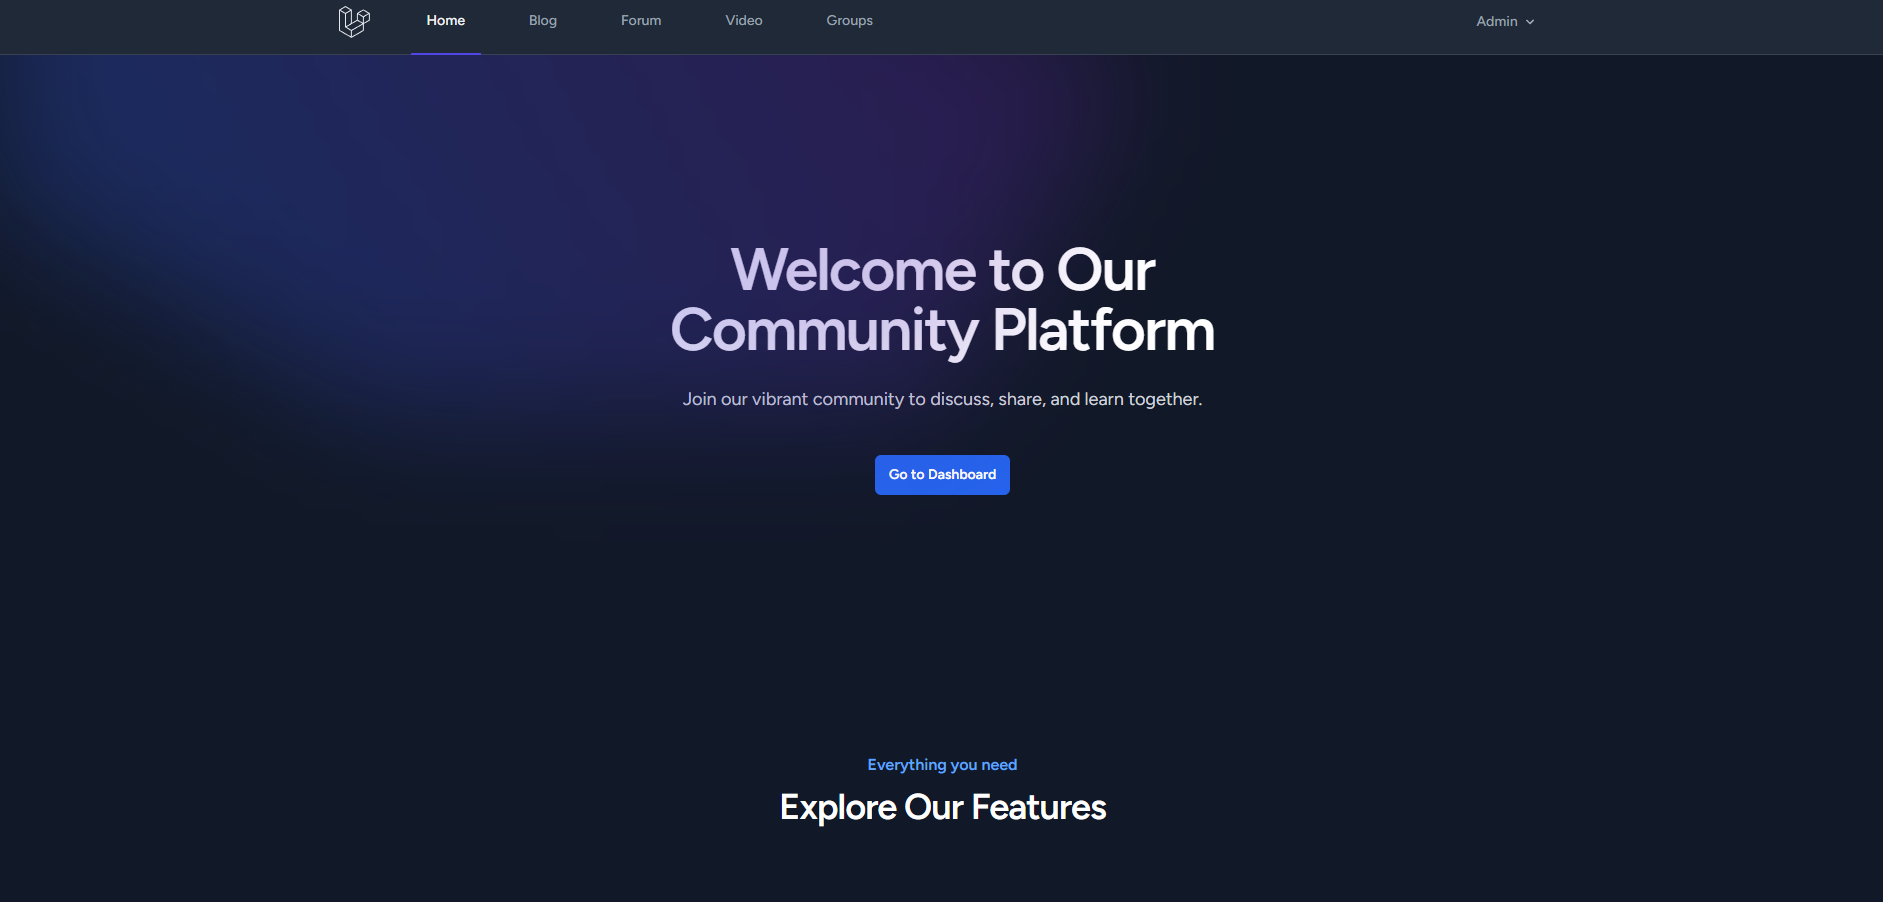 Home Blog Forum Video Groups Admin
Welcome to Our
Community Platform
Join our vibrant community to discuss, share, and learn together.
Go to Dashboard
Everything you need
Explore Our Features